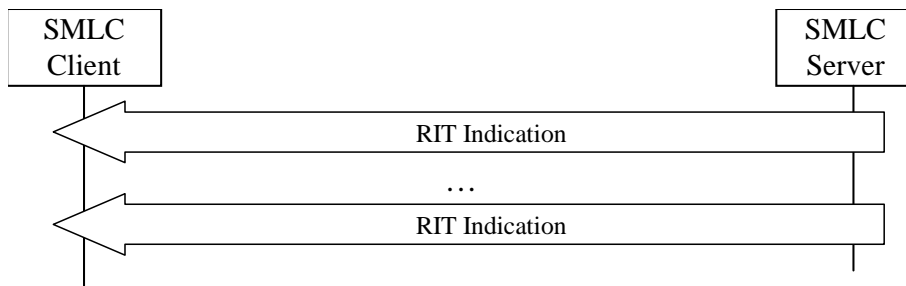 SMLC
Client
SMLC
Server
RIT Indication
…
RIT Indication